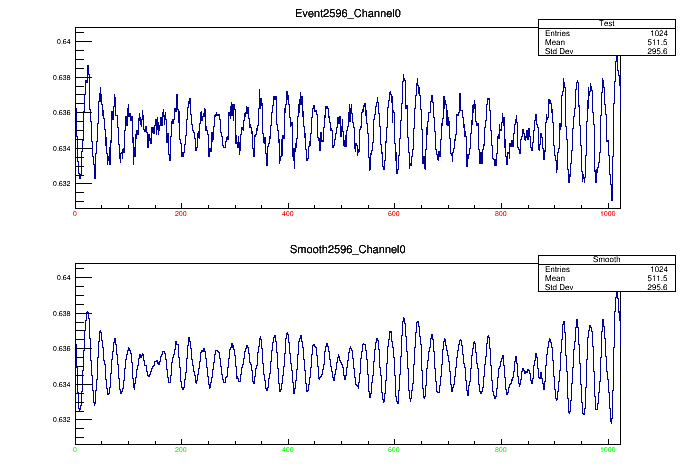 Event2596_Channel0
Test
Entries 1024
Mean 511.5
Std Dev 295.6
0.64
0.638
0.636
0.634
0.632
0 200 400 600 800 1000
Smooth2596_Channel0
Smooth
Entries 1024
Mean 511.5
Std Dev 295.6
0.64
0.638
0.636
0.634
0.632
0 200 400 600 800 1000